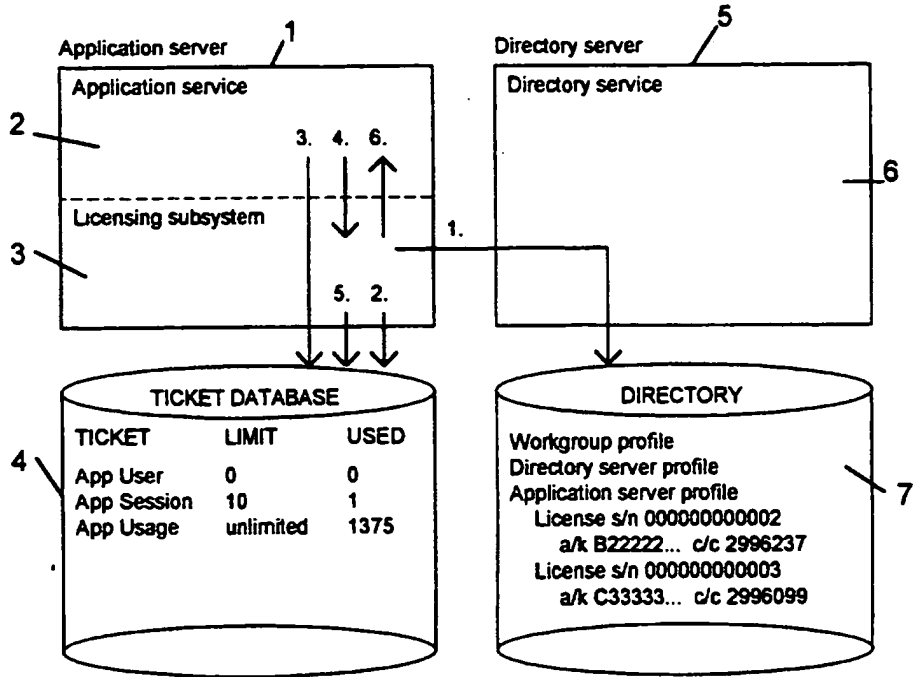 1
Application server
Application service
2
3. 4. 6.
Licensing subsystem
3
1.
5. 2.
TICKET DATABASE
TICKET LIMIT USED
4
App User 0 0
App Session 10 1
App Usage unlimited 1375
5
Directory server
Directory service
6
DIRECTORY
Workgroup profile
Directory server profile
Application server profile
7
License s/n 000000000002
a/k B22222... c/c 2996237
License s/n 000000000003
a/k C33333... c/c 2996099